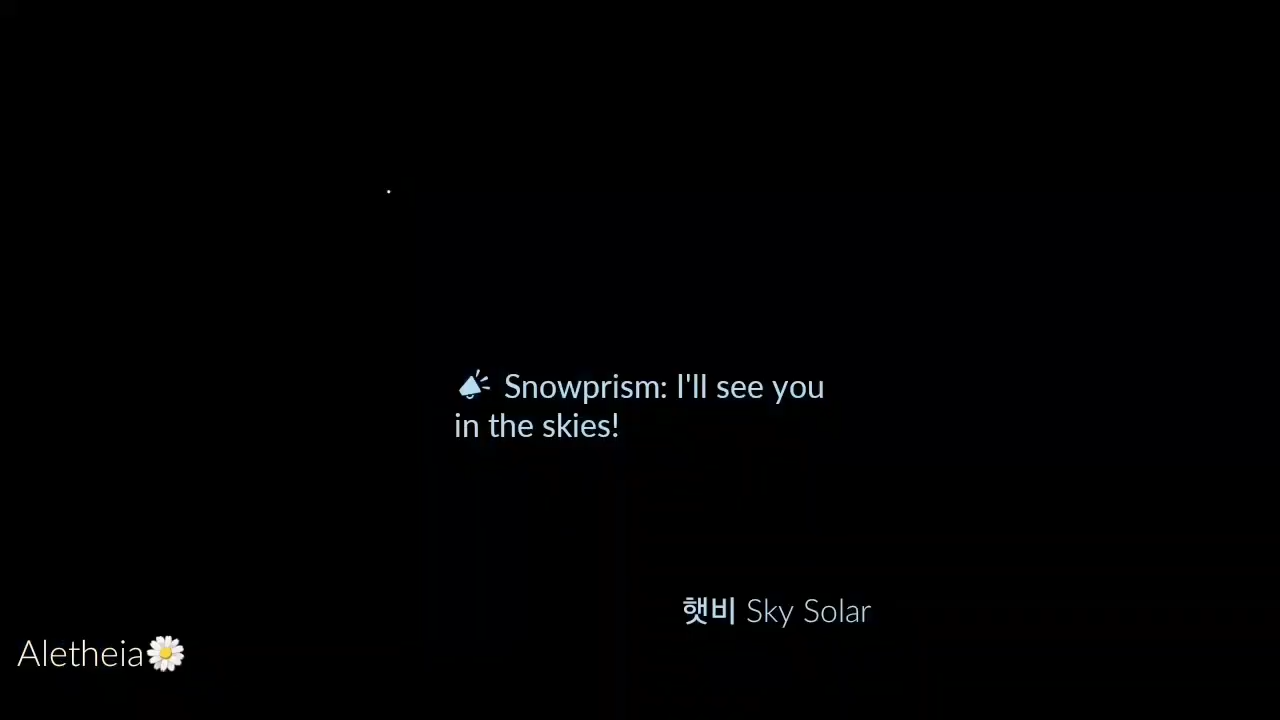 Snowprism: I'll see you
in the skies!
햇비 Sky Solar
Aletheia🌼